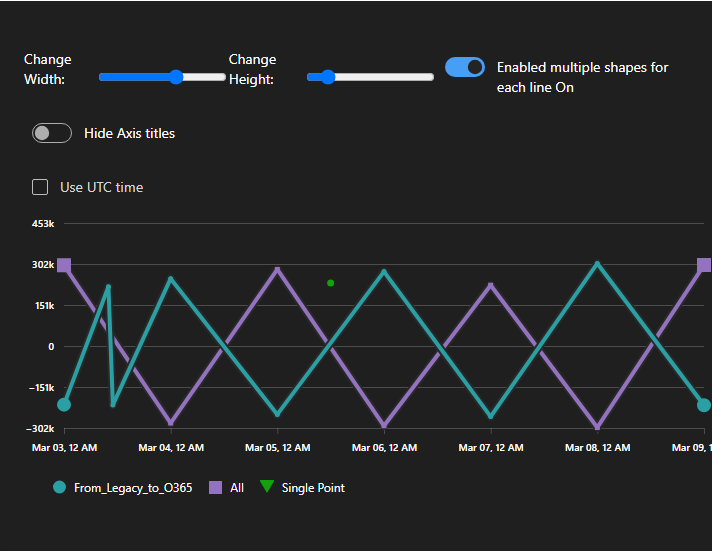 Change
Width:
Change
Height:
Enabled multiple shapes for
each line On
Hide Axis titles
Use UTC time
453k
302k
151k
0
−151k
−302k
Mar 03, 12 AM
Mar 04, 12 AM
Mar 05, 12 AM
Mar 06, 12 AM
Mar 07, 12 AM
Mar 08, 12 AM
Mar 09, 1
From_Legacy_to_O365
All
Single Point